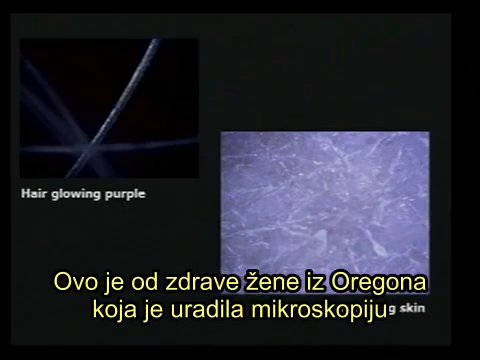 Hair glowing purple
g skin
Ovo je od zdrave žene iz Oregona
koja je uradila mikroskopiju